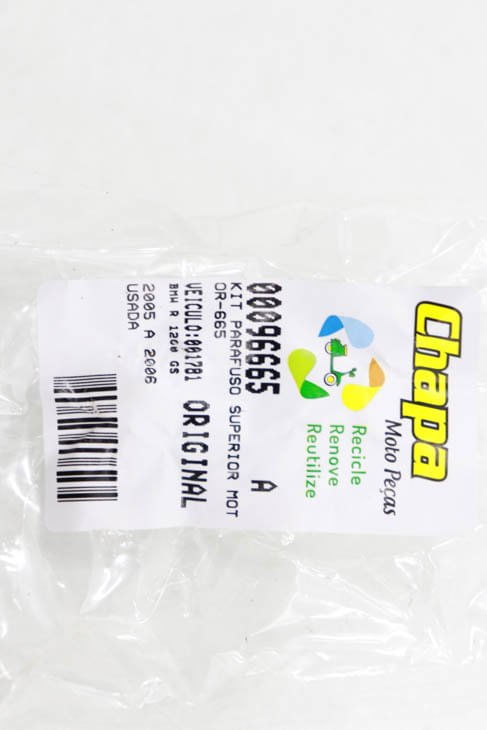 Chapa
Moto Peças
Recicle
Renove
Reutilize
00096665 A
KIT PARAFUSO SUPERIOR MOT
OR-665
VEICULO:001781 ORIGINAL
BMW R 1200 GS
2005 A 2006
USADA